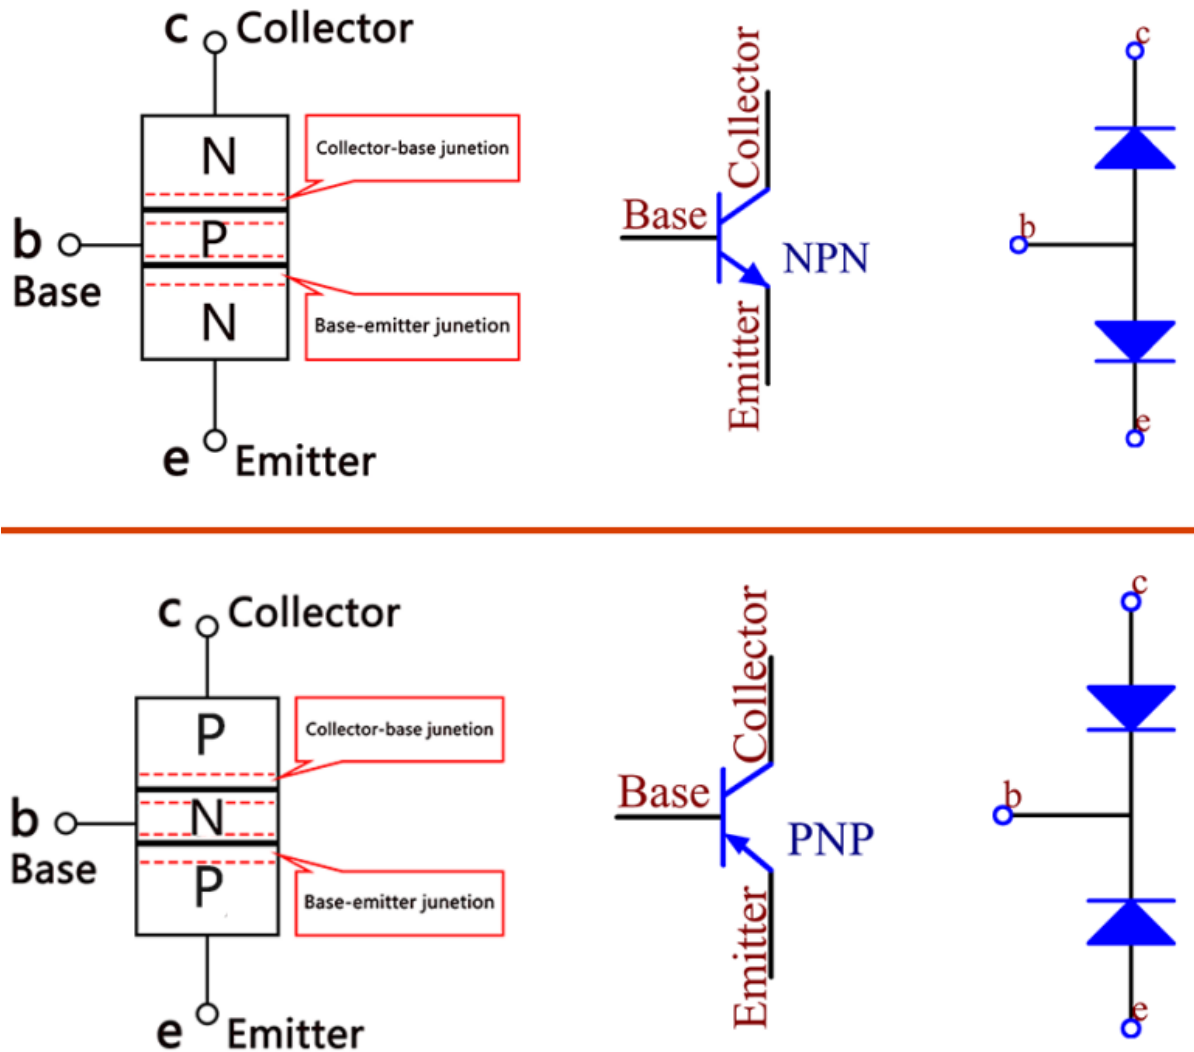 c Collector
N
Collector-base junetion
b
P
Base
N
Base-emitter junetion
e Emitter
Collector
Base
NPN
Emitter
c
b
e
c Collector
P
Collector-base junetion
b
N
Base
P
Base-emitter junetion
e Emitter
Collector
Base
PNP
Emitter
c
b
e